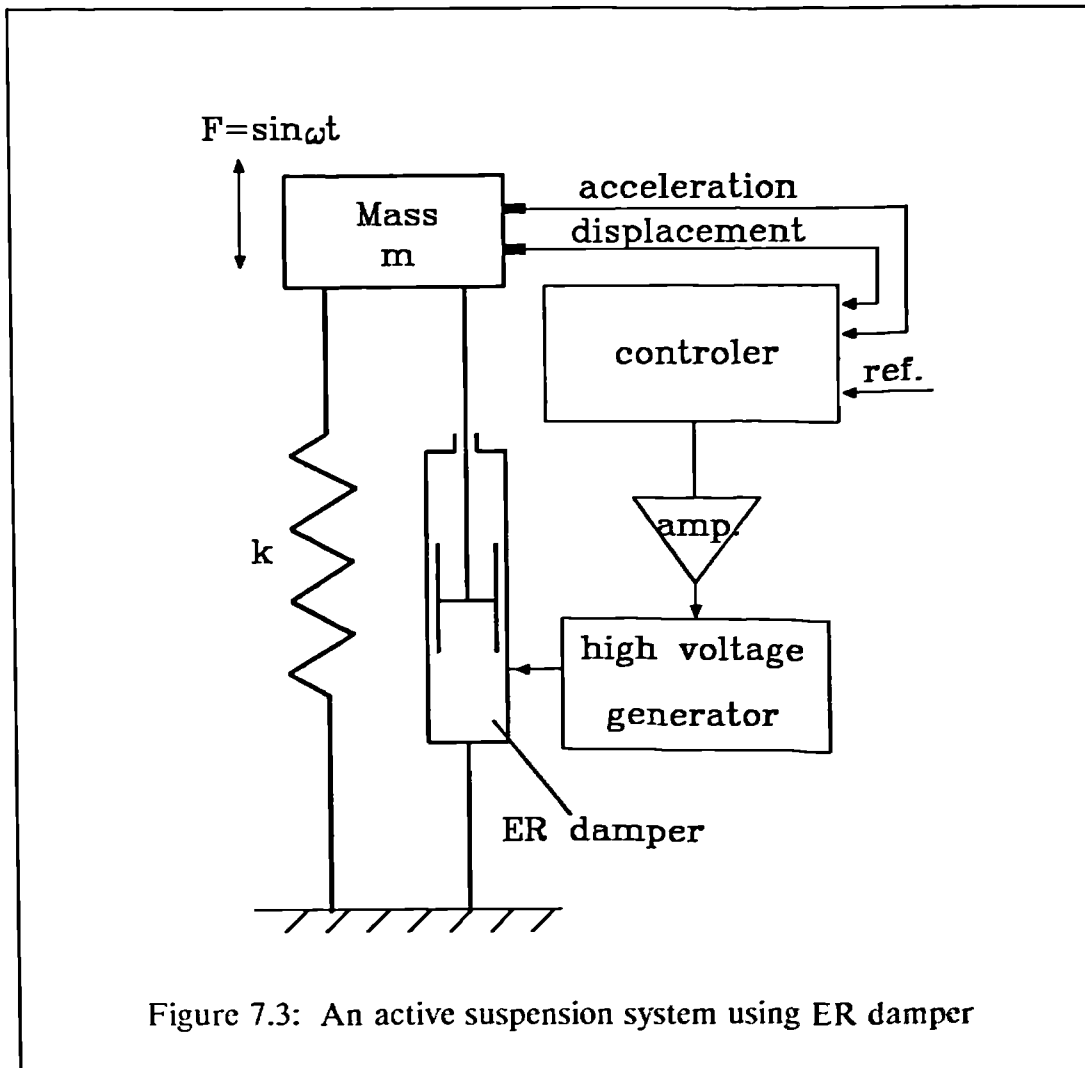 F=sinωt
Mass
m
acceleration
displacement
controler
ref.
amp.
k
high voltage
generator
ER damper
Figure 7.3: An active suspension system using ER damper